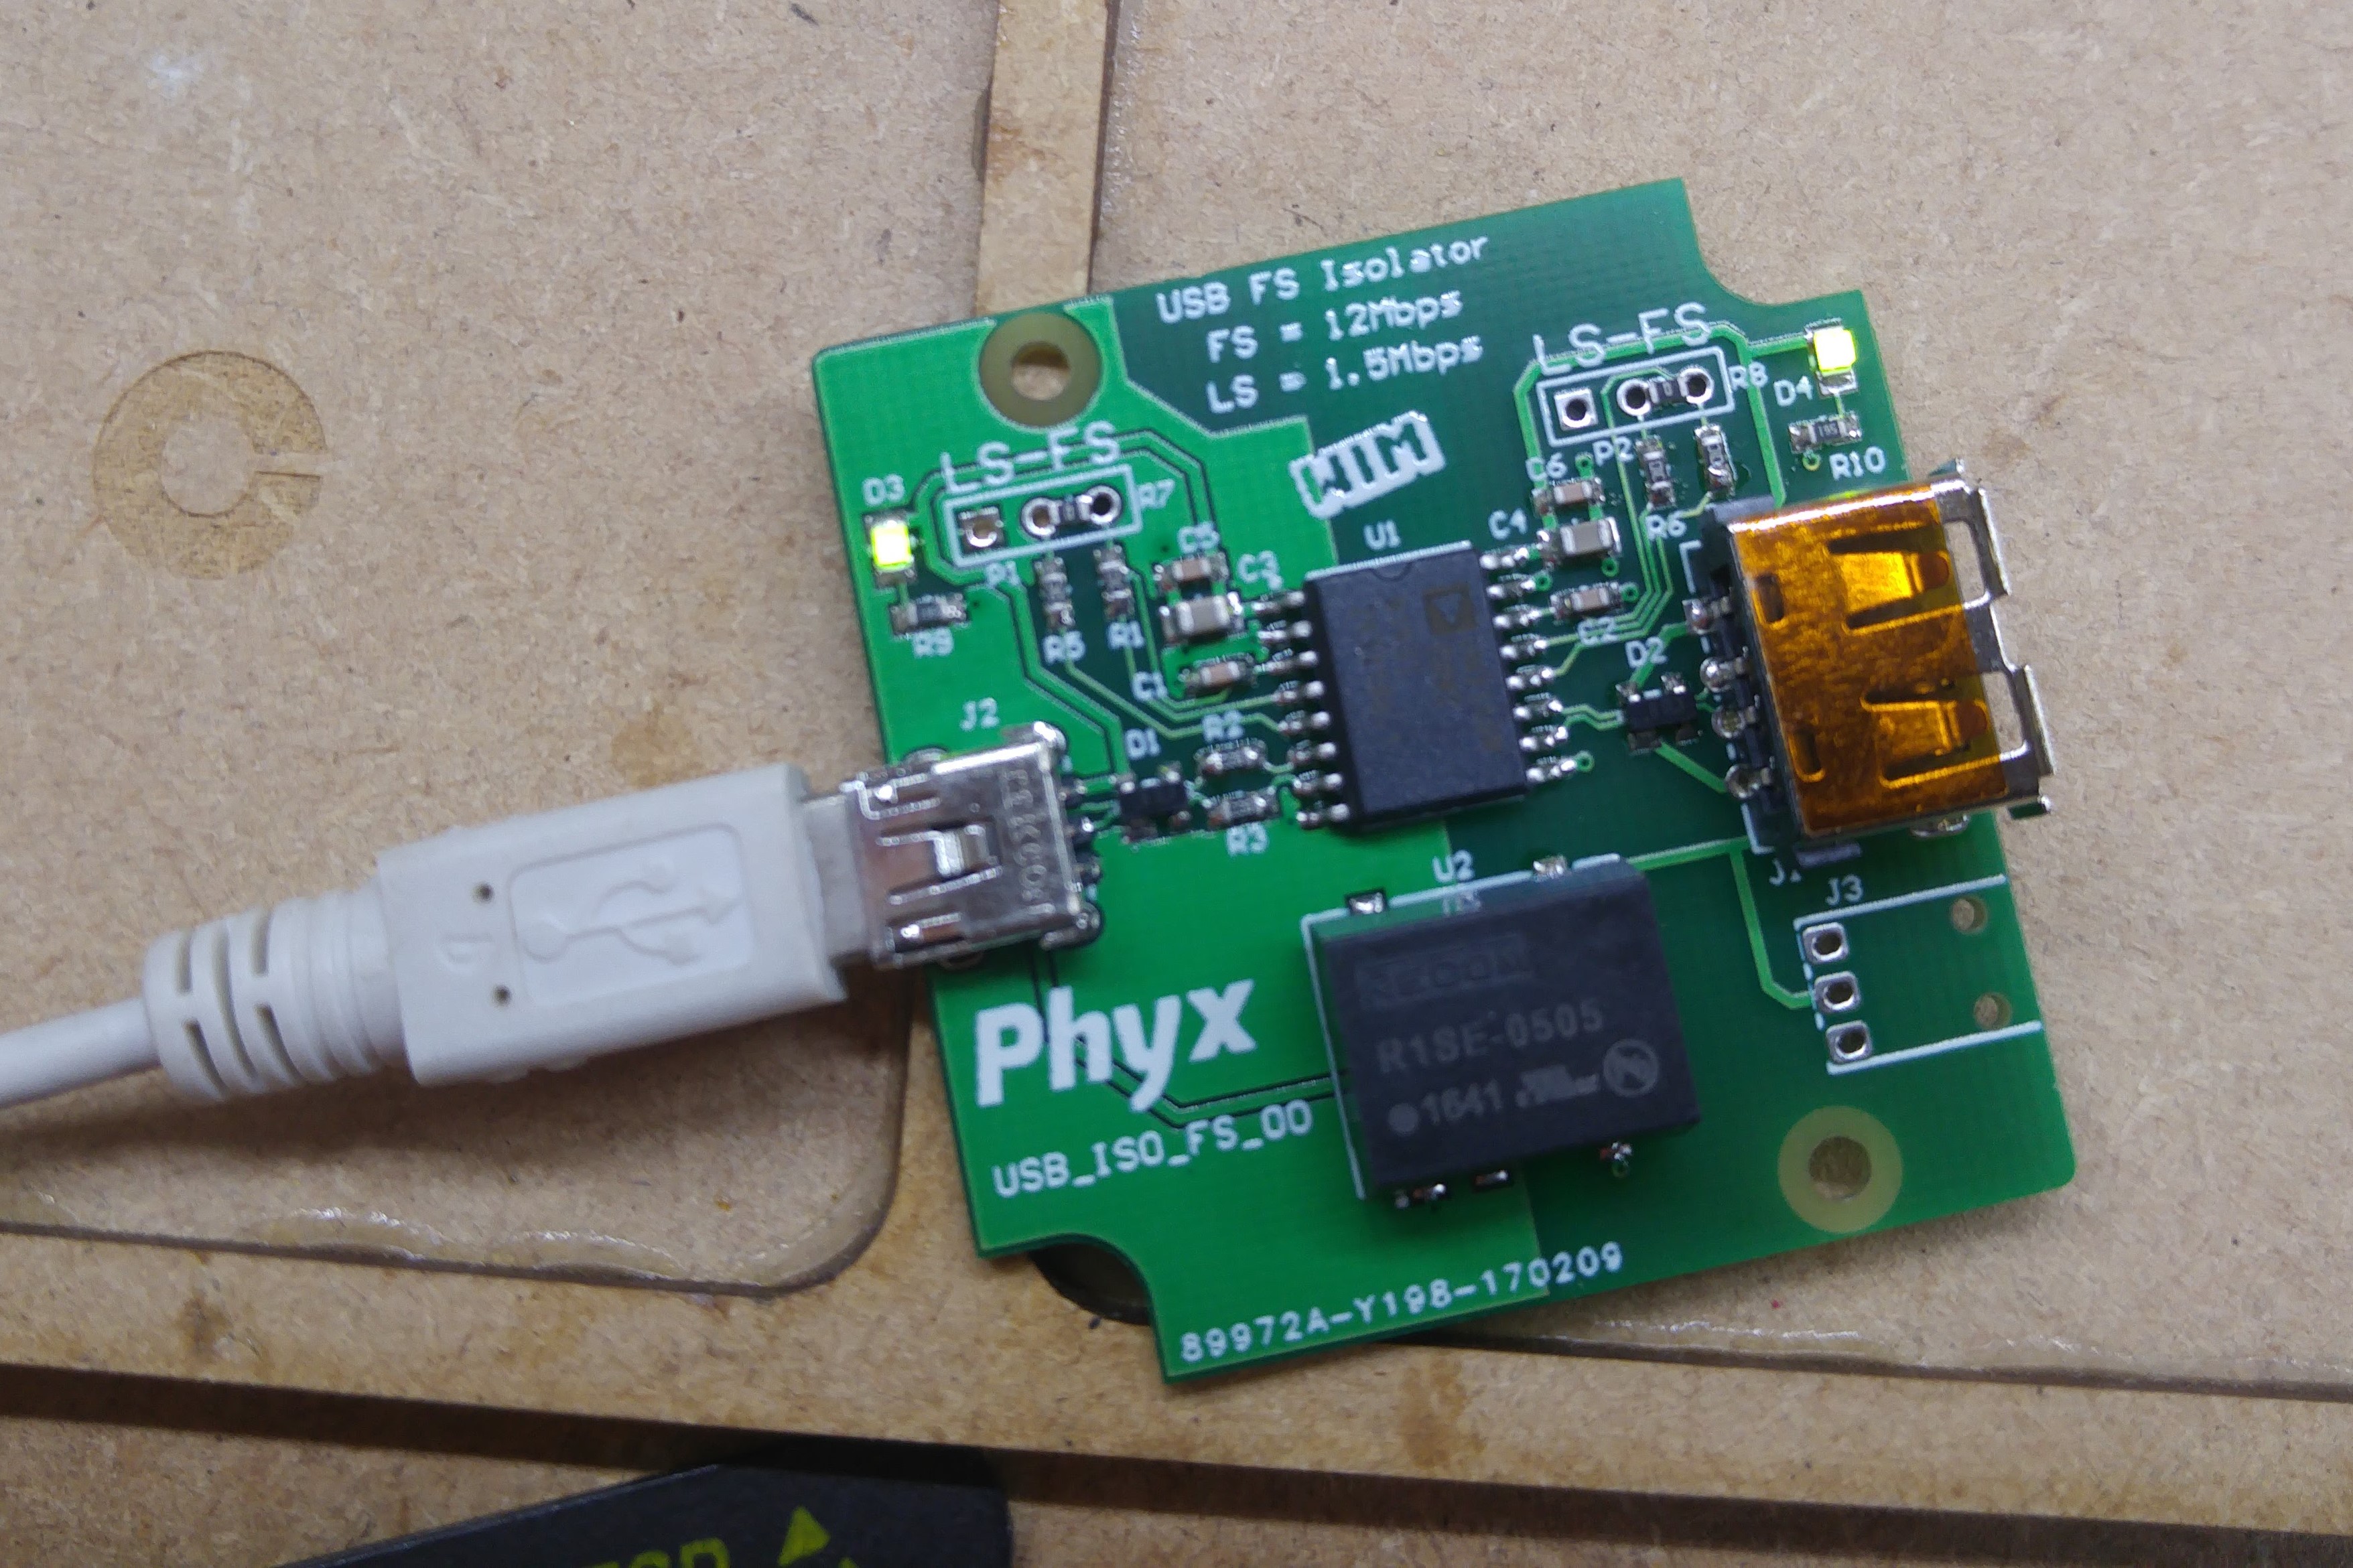 USB FS Isolator
FS = 12Mbps
LS = 1.5Mbps
WIM
LS-FS
R8
D4
P2
R10
C6
R6
LS-FS
D3
R7
P1
R9
R5
R1
C5
C3
C1
U1
C4
C2
D2
J2
D1
R2
R3
U2
J1
J3
RECOM
R1SE-0505
1641
Phyx
USB_ISO_FS_00
89972A-Y198-170209